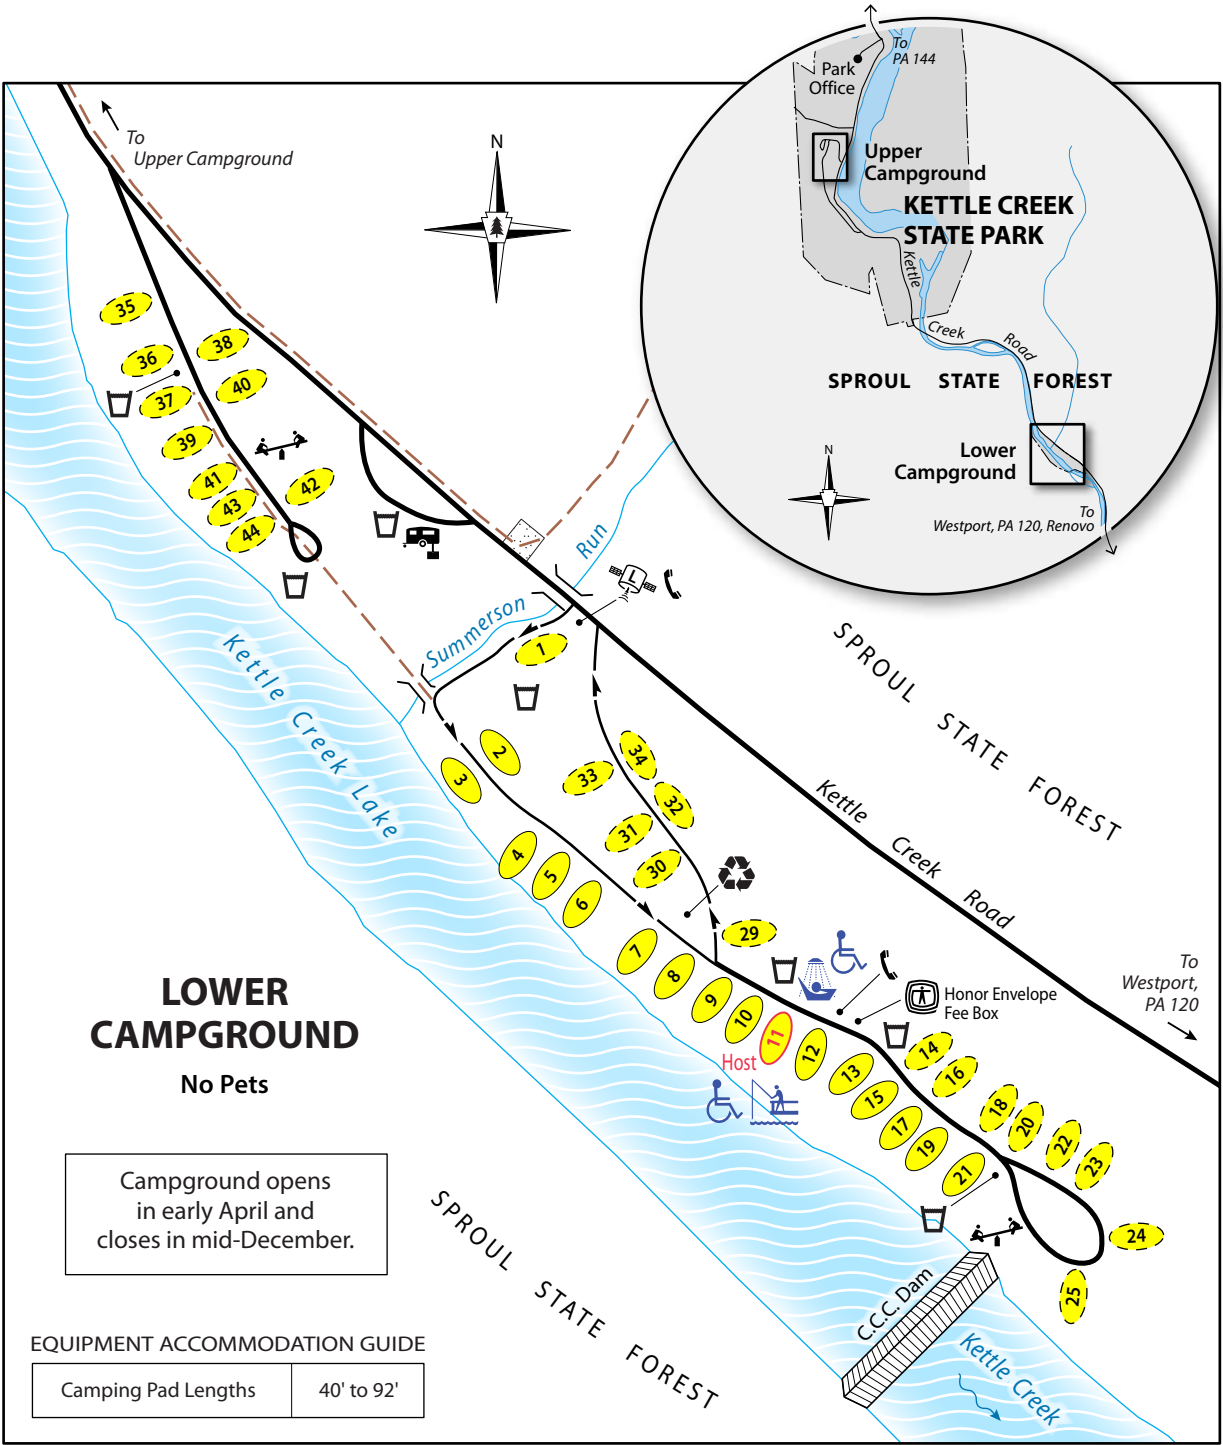 To
PA 144
Park
Office
Upper
Campground
KETTLE CREEK
STATE PARK
Kettle
Creek
Road
SPROUL STATE FOREST
Lower
Campground
N
To
Westport, PA 120, Renovo
To
Upper Campground
N
35
36
37
38
40
39
41
43
44
42
Run
Summerson
L
1
2
3
Kettle Creek Lake
34
33
32
31
30
4
5
6
29
7
8
9
10
11
Host
12
13
15
17
19
21
14
16
18
20
22
23
24
25
SPROUL STATE FOREST
Kettle Creek Road
To
Westport,
PA 120
Honor Envelope
Fee Box
LOWER
CAMPGROUND
No Pets
Campground opens
in early April and
closes in mid-December.
SPROUL STATE FOREST
C.C.C. Dam
Kettle Creek
EQUIPMENT ACCOMMODATION GUIDE
Camping Pad Lengths 40' to 92'